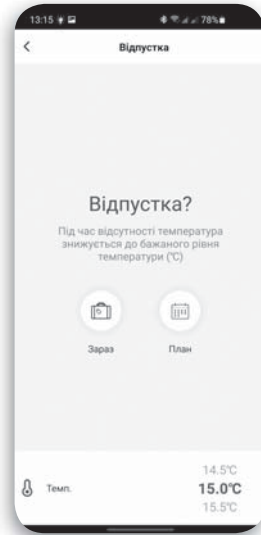 13:15 78%
Відпустка
Відпустка?
Під час відсутності температура
знижується до бажаного рівня
температури (°C)
Зараз План
14.5°C
Темп. 15.0°C
15.5°C